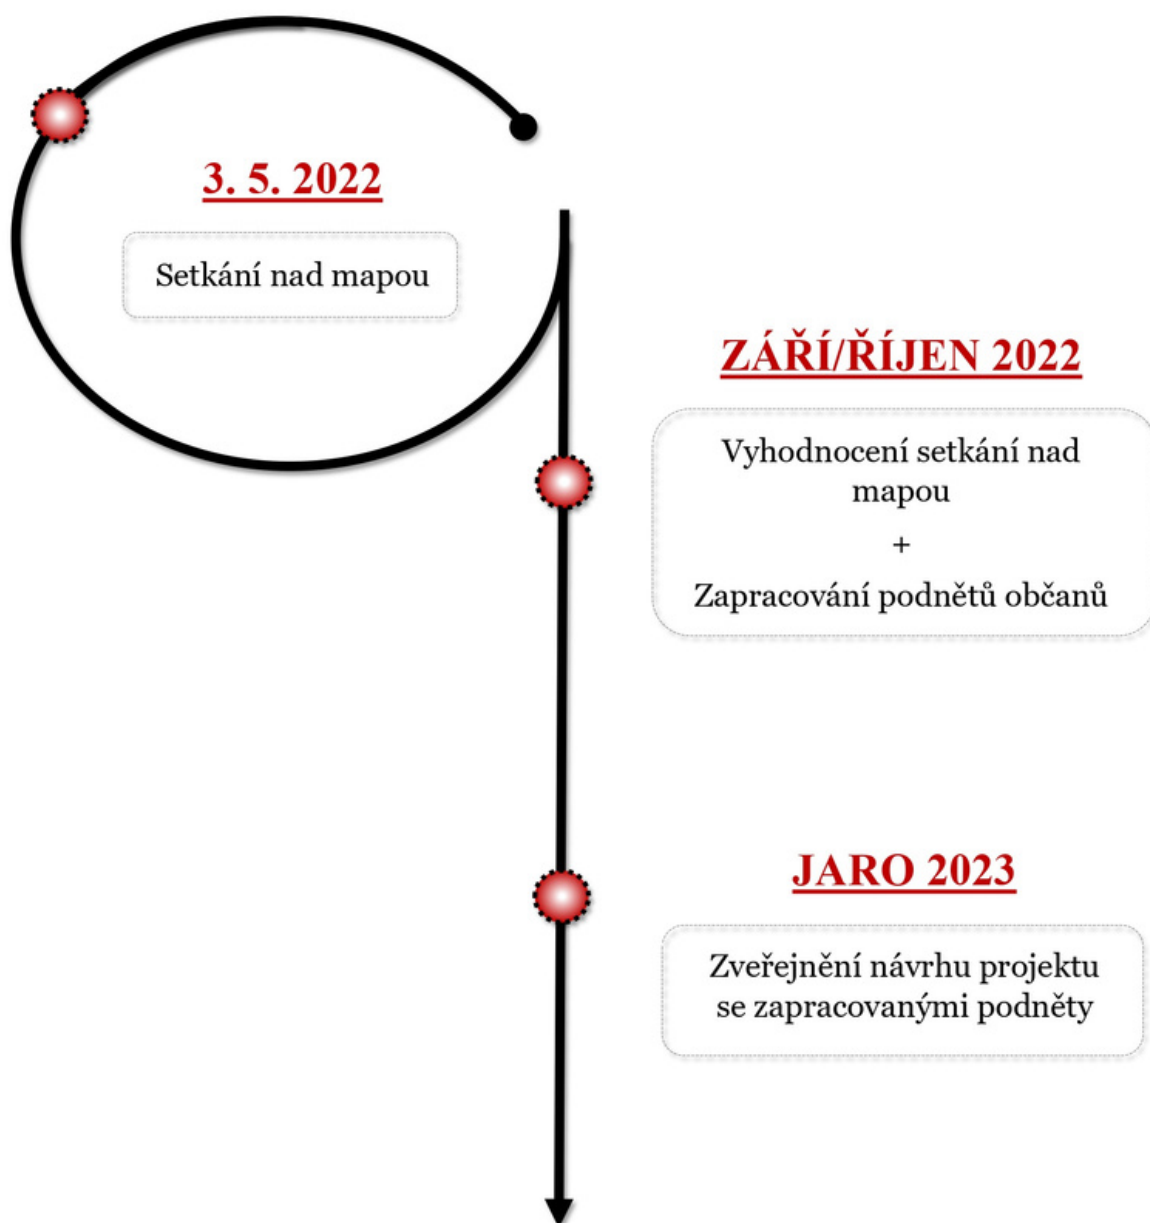 3. 5. 2022
Setkání nad mapou
ZÁŘÍ/ŘÍJEN 2022
Vyhodnocení setkání nad
mapou
+
Zapracování podnětů občanů
JARO 2023
Zveřejnění návrhu projektu
se zapracovanými podněty